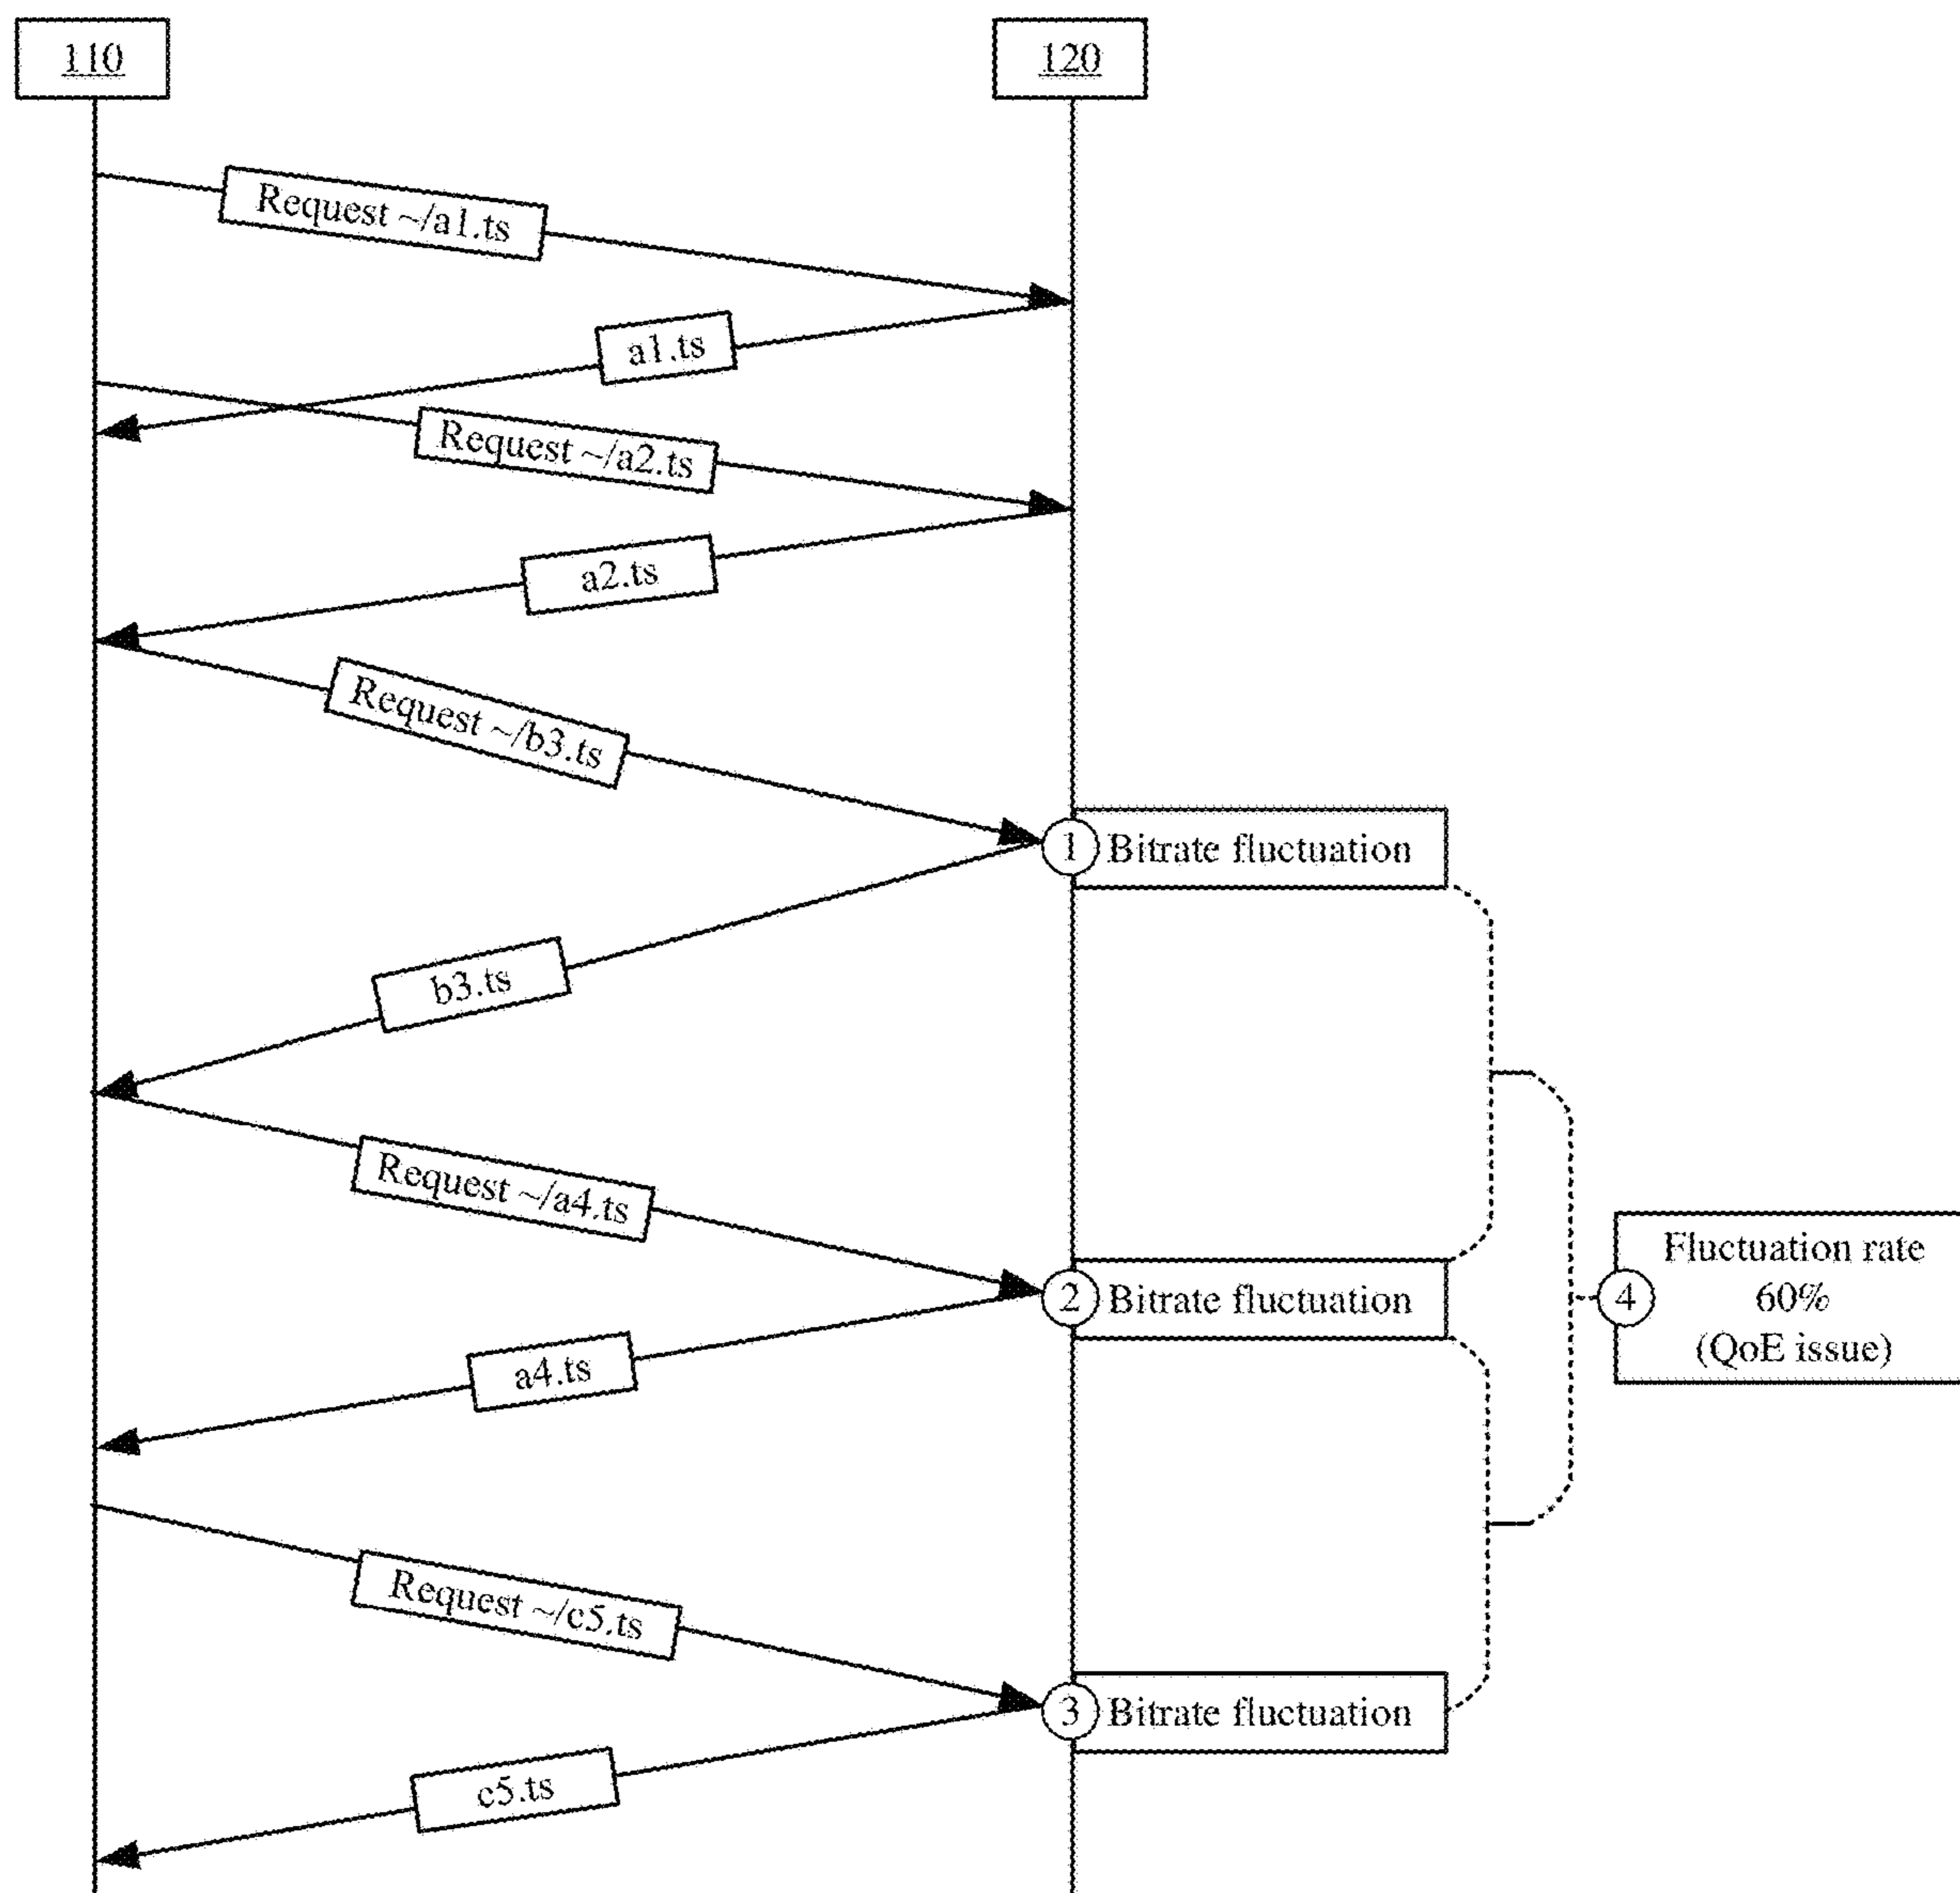 110
120
Request ~/a1.ts
a1.ts
Request ~/a2.ts
a2.ts
Request ~/b3.ts
1 Bitrate fluctuation
b3.ts
Request ~/a4.ts
2 Bitrate fluctuation
4
Fluctuation rate
60%
(QoE issue)
a4.ts
Request ~/c5.ts
3 Bitrate fluctuation
c5.ts